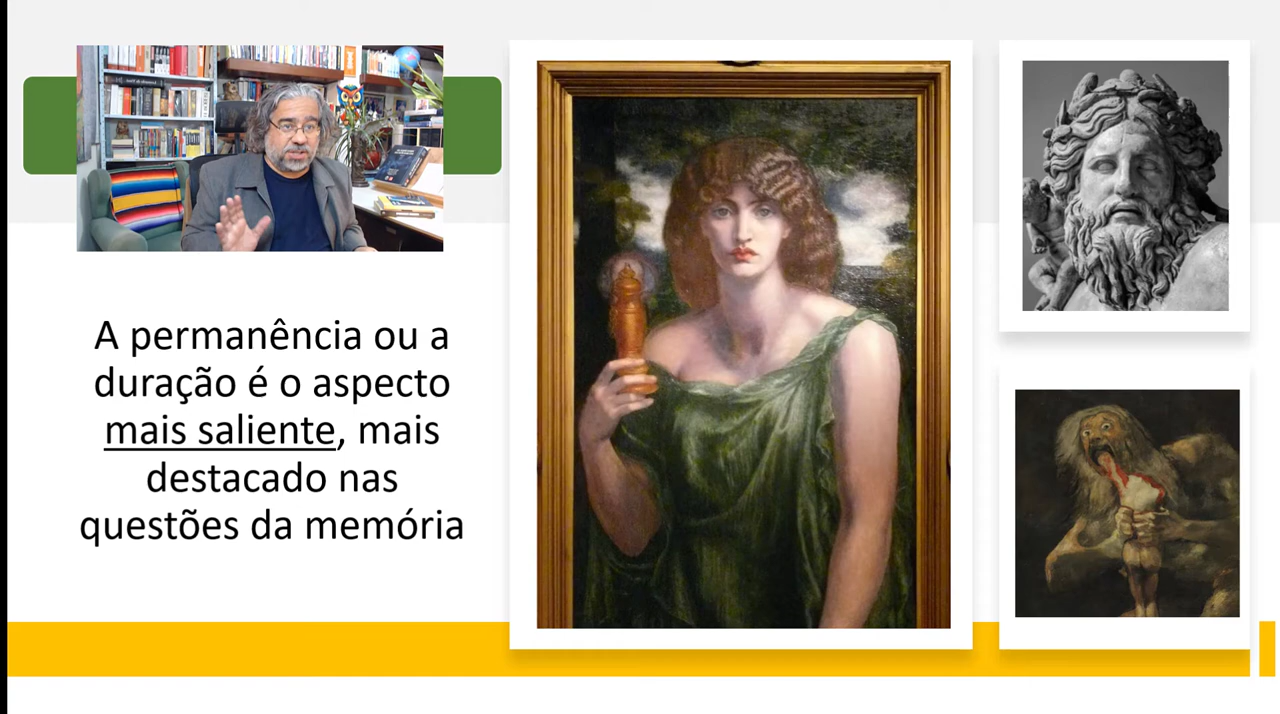 A permanência ou a
duração é o aspecto
mais saliente, mais
destacado nas
questões da memória